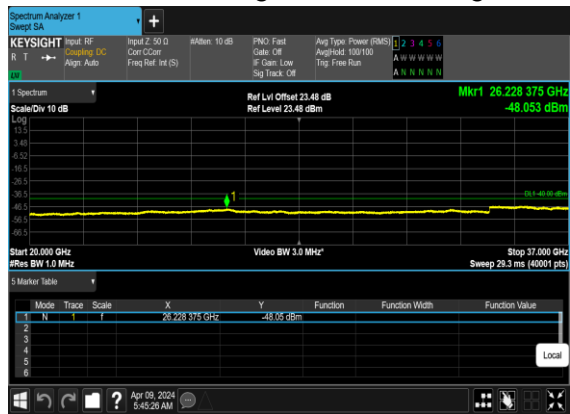 Spectrum Analyzer 1
Swept SA
KEYSIGHT Input: RF Input Z: 50 Ω #Atten: 10 dB PNO: Fast Avg Type: Power (RMS) 1 2 3 4 5 6
R T Coupling: DC Corr CCorr Gate: Off Avg|Hold: 100/100 A W W W W W
Align: Auto Freq Ref: Int (S) IF Gain: Low Trig: Free Run
LW Sig Track: Off A N N N N N
1 Spectrum Ref Lvl Offset 23.48 dB Mkr1 26.228 375 GHz
Scale/Div 10 dB Ref Level 23.48 dBm -48.053 dBm
Log
13.5
3.48
-6.52
-16.5
-26.5
-36.5 1 DL1 -40.00 dBm
-46.5
-56.5
-66.5
Start 20.000 GHz Video BW 3.0 MHz* Stop 37.000 GHz
#Res BW 1.0 MHz Sweep 29.3 ms (40001 pts)
5 Marker Table
Mode Trace Scale X Y Function Function Width Function Value
1 N 1 f 26.228 375 GHz -48.05 dBm
2
3
4
5
6
Local
? Apr 09, 2024
5:45:26 AM